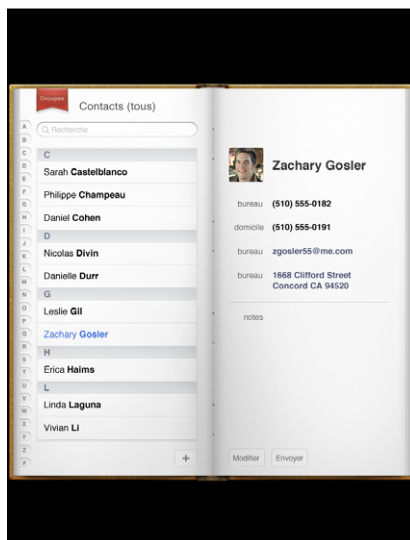 Groupes
Contacts (tous)
Recherche
A
B
C
D
E
F
G
H
I
J
K
L
M
N
O
P
Q
R
S
T
U
V
W
X
Y
Z
#
C
Sarah Castelblanco
Philippe Champeau
Daniel Cohen
D
Nicolas Divin
Danielle Durr
G
Leslie Gil
Zachary Gosler
H
Erica Haims
L
Linda Laguna
Vivian Li
+
Zachary Gosler
bureau (510) 555-0182
domicile (510) 555-0191
bureau zgosler55@me.com
bureau 1668 Clifford Street
Concord CA 94520
notes
Modifier Envoyer